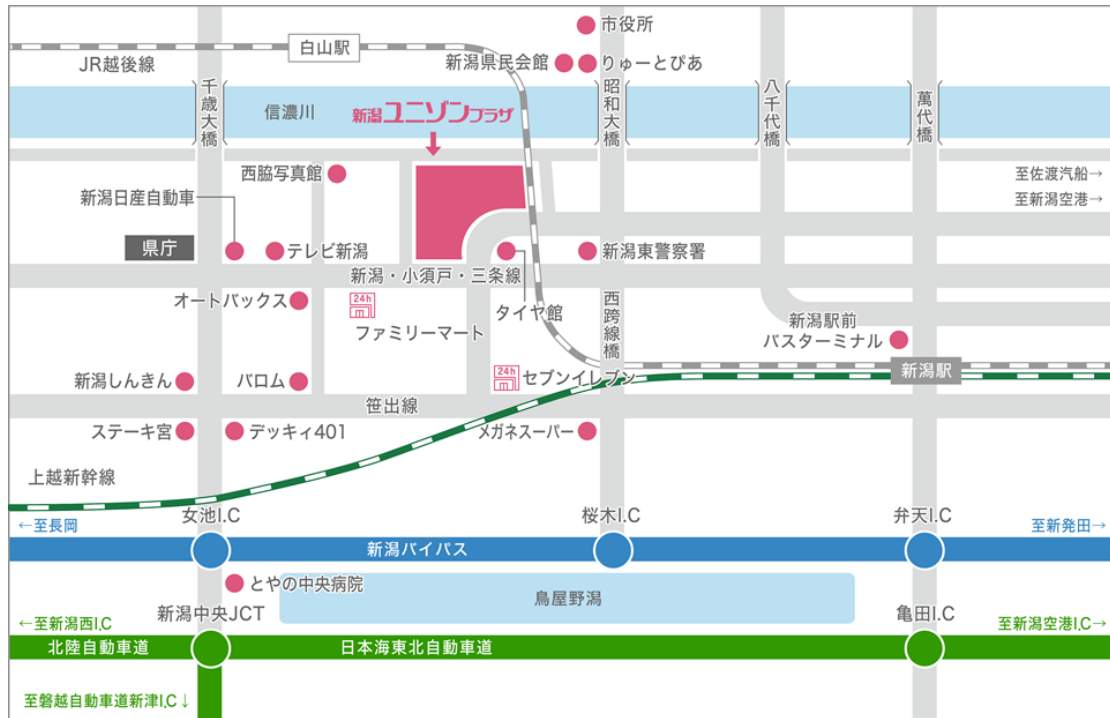 市役所
白山駅
新潟県民会館
りゅーとぴあ
JR越後線
千歳大橋
昭和大橋
八千代橋
萬代橋
信濃川
新潟ユニゾンプラザ
西脇写真館
至佐渡汽船→
新潟日産自動車
至新潟空港→
県庁
テレビ新潟
新潟東警察署
新潟・小須戸・三条線
オートバックス
24h
タイヤ館
西跨線橋
ファミリーマート
新潟駅前
バスターミナル
新潟しんきん
バロム
24h
セブンイレブン
新潟駅
笹出線
ステーキ宮
デッキィ401
メガネスーパー
上越新幹線
女池I.C
桜木I.C
弁天I.C
←至長岡
至新発田→
新潟バイパス
とやの中央病院
鳥屋野潟
新潟中央JCT
亀田I.C
←至新潟西I.C
至新潟空港I.C→
北陸自動車道
日本海東北自動車道
至磐越自動車道新津I.C↓